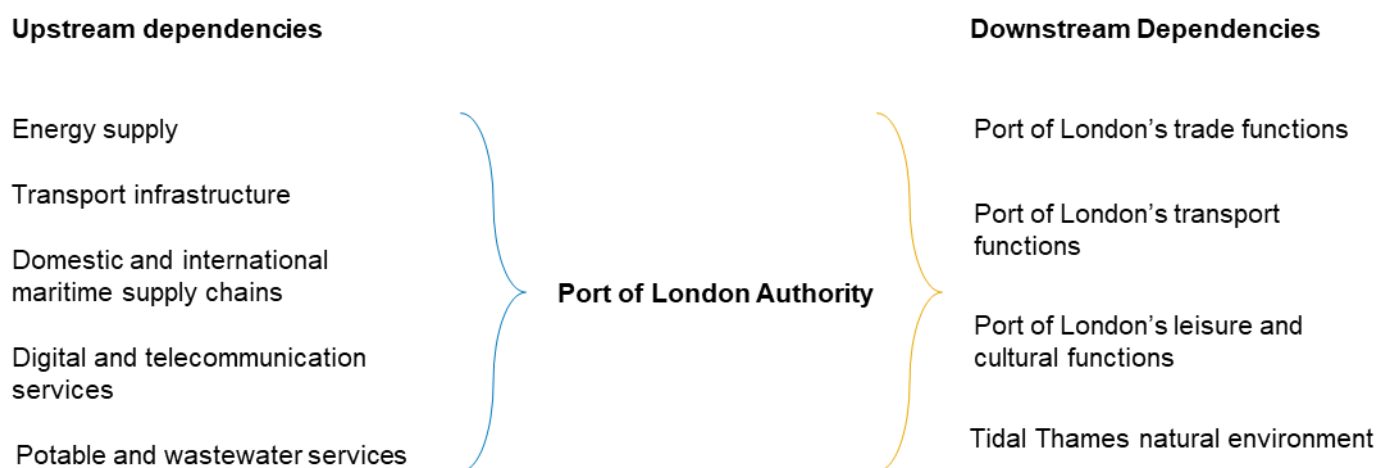 Upstream dependencies
Energy supply
Transport infrastructure
Domestic and international
maritime supply chains
Digital and telecommunication
services
Potable and wastewater services
Port of London Authority
Downstream Dependencies
Port of London’s trade functions
Port of London’s transport
functions
Port of London’s leisure and
cultural functions
Tidal Thames natural environment